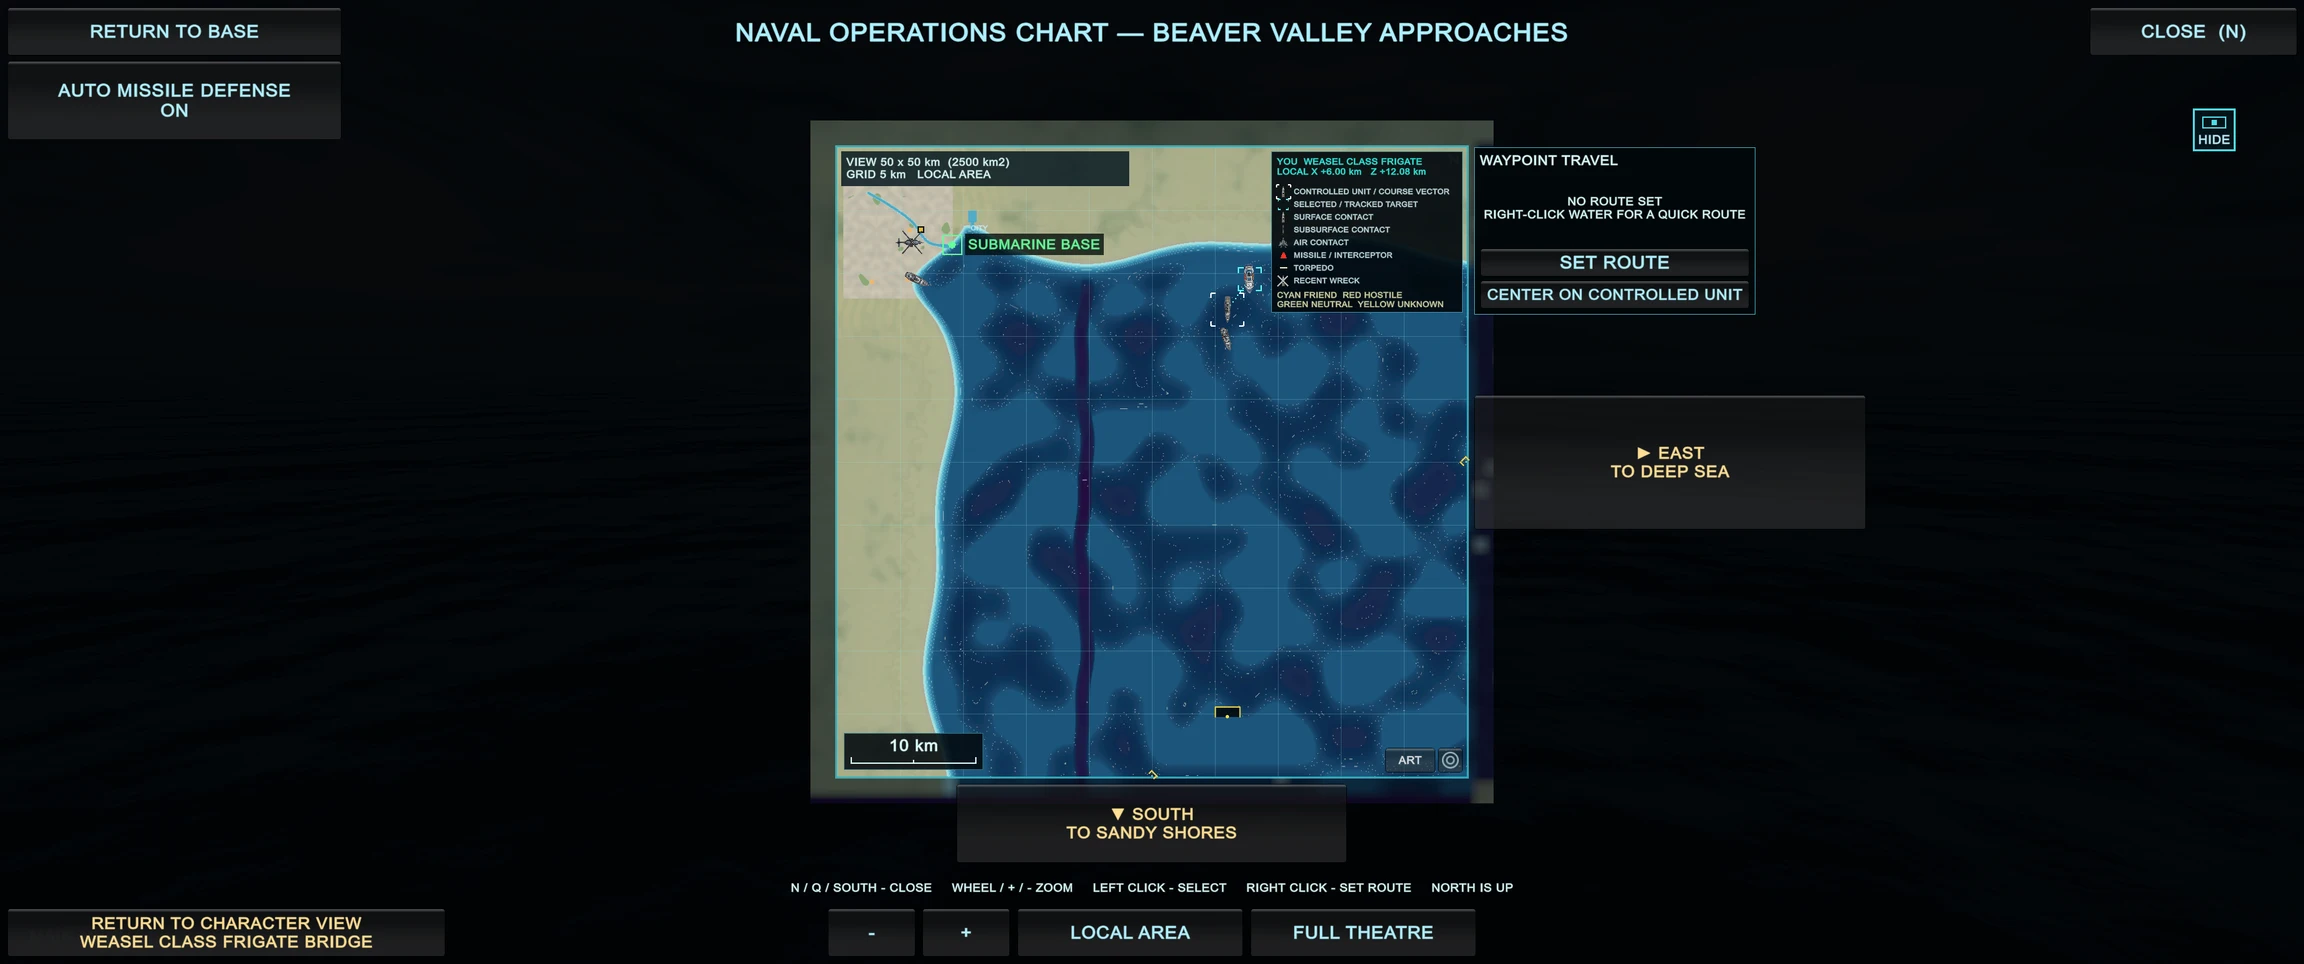 RETURN TO BASE
NAVAL OPERATIONS CHART — BEAVER VALLEY APPROACHES
CLOSE (N)
AUTO MISSILE DEFENSE
ON
HIDE
VIEW 50 x 50 km (2500 km2)
GRID 5 km LOCAL AREA
YOU WEASEL CLASS FRIGATE
LOCAL X +6.00 km Z +12.08 km
CONTROLLED UNIT / COURSE VECTOR
SELECTED / TRACKED TARGET
SURFACE CONTACT
SUBSURFACE CONTACT
AIR CONTACT
MISSILE / INTERCEPTOR
TORPEDO
RECENT WRECK
CYAN FRIEND RED HOSTILE
GREEN NEUTRAL YELLOW UNKNOWN
WAYPOINT TRAVEL
NO ROUTE SET
RIGHT-CLICK WATER FOR A QUICK ROUTE
SET ROUTE
CENTER ON CONTROLLED UNIT
SUBMARINE BASE
► EAST
TO DEEP SEA
10 km
ART
▼ SOUTH
TO SANDY SHORES
N / Q / SOUTH - CLOSE WHEEL / + / - ZOOM LEFT CLICK - SELECT RIGHT CLICK - SET ROUTE NORTH IS UP
RETURN TO CHARACTER VIEW
WEASEL CLASS FRIGATE BRIDGE
- + LOCAL AREA FULL THEATRE